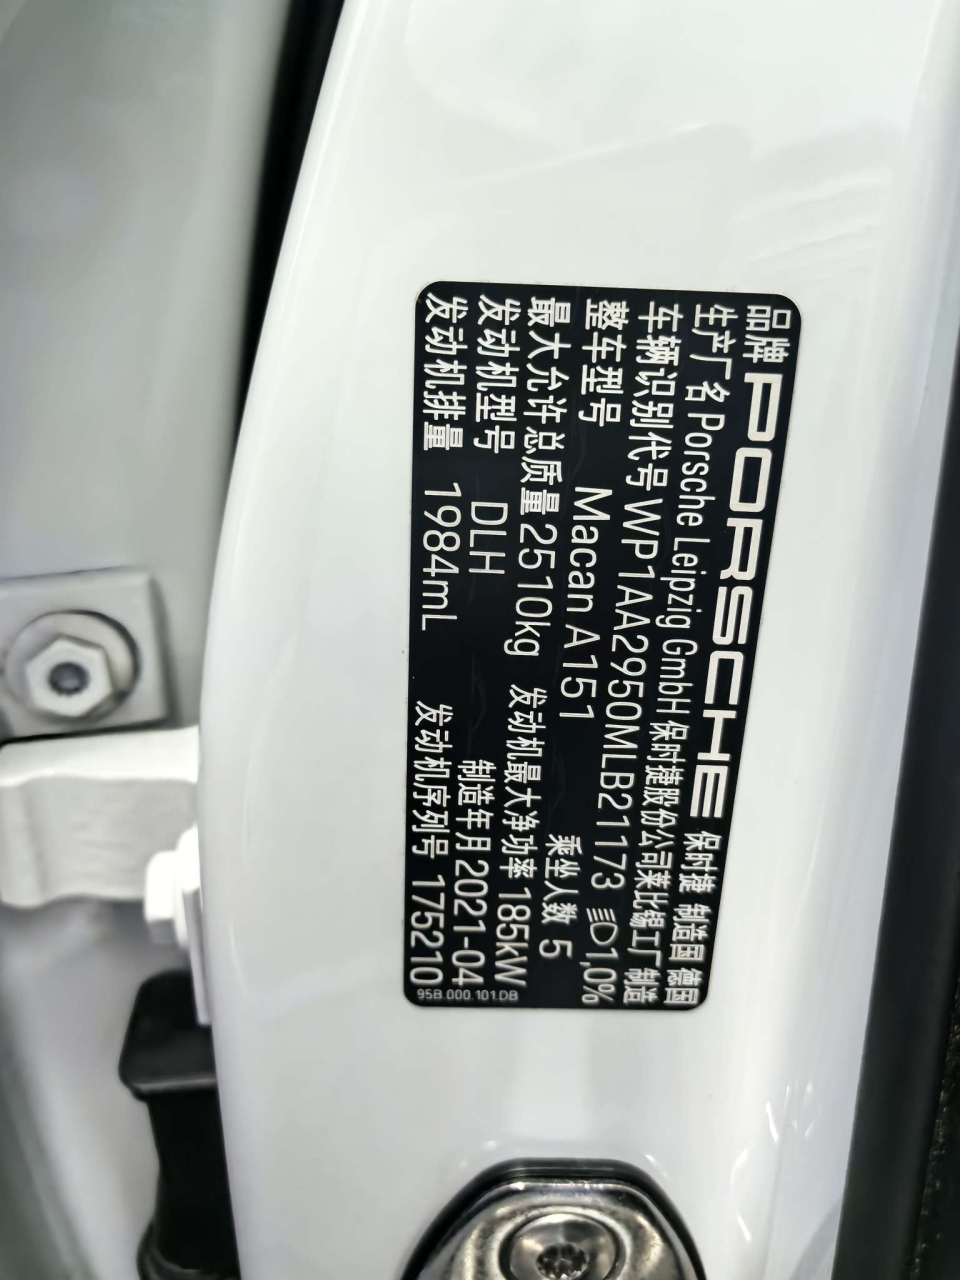 品牌 PORSCHE 保时捷 制造国 德国
生产厂名 Porsche Leipzig GmbH 保时捷股份公司莱比锡工厂 制造
车辆识别代号 WP1AA2950MLB21173 1,0%
整车型号 Macan A151 乘坐人数 5
最大允许总质量 2510kg 发动机最大净功率 185kW
发动机型号 DLH 制造年月 2021-04
发动机排量 1984mL 发动机序列号 175210
95B.000.101.DB